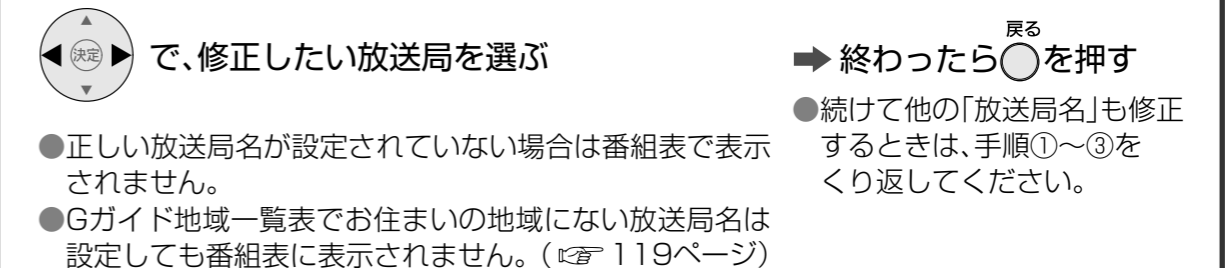 ▲
◀ 決定 ▶ で、修正したい放送局を選ぶ
▼
●正しい放送局名が設定されていない場合は番組表で表示
されません。
●Gガイド地域一覧表でお住まいの地域にない放送局名は
設定しても番組表に表示されません。(☞ 119ページ)
戻る
➡ 終わったら◯を押す
●続けて他の「放送局名」も修正
するときは、手順①〜③を
くり返してください。